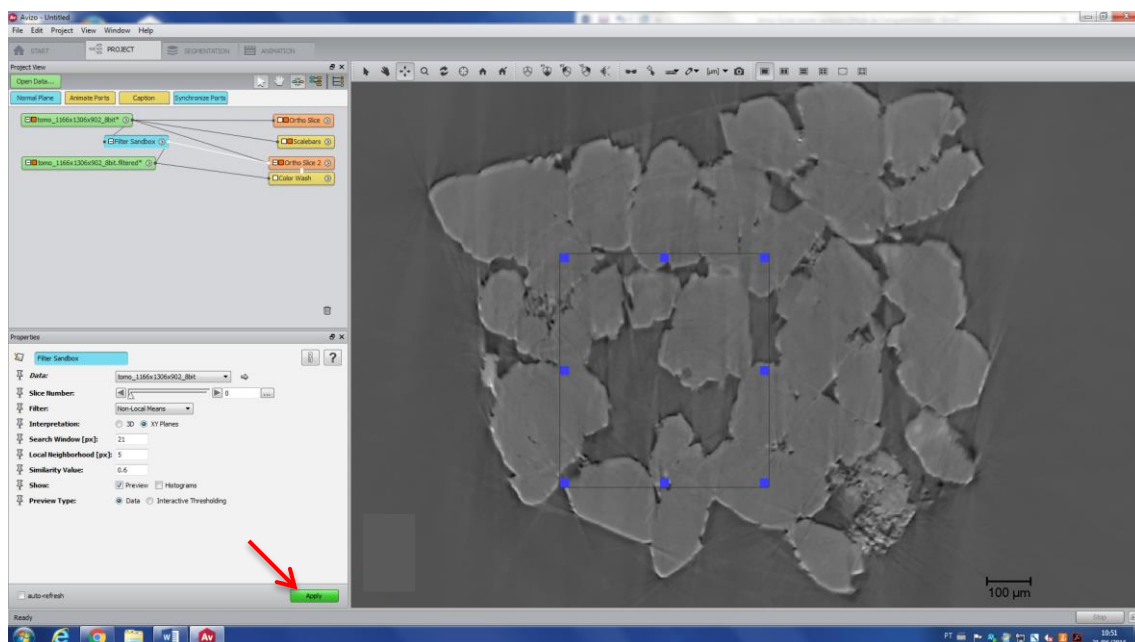 Avizo - Untitled
File Edit Project View Window Help
START PROJECT SEGMENTATION ANIMATION
Project View
Open Data...
Normal Plane Animate Ports Caption Synchronize Ports
tomo_1166x1306x902_8bit* Ortho Slice
Filter Sandbox Scalebars
tomo_1166x1306x902_8bit.filtered* Ortho Slice 2
Color Wash
Properties
Filter Sandbox ?
Data: tomo_1166x1306x902_8bit
Slice Number: 0 ...
Filter: Non-Local Means
Interpretation: 3D XY Planes
Search Window [px]: 21
Local Neighborhood [px]: 5
Similarity Value: 0.6
Show: Preview Histograms
Preview Type: Data Interactive Thresholding
auto-refresh Apply
100 μm
Ready Stop
Av PT 10:51